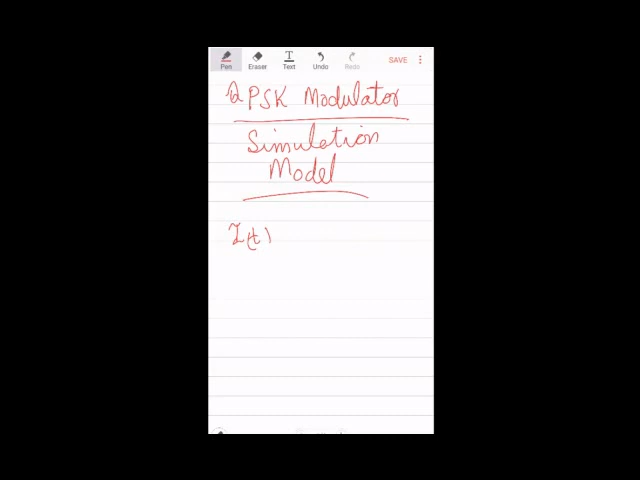 Pen Eraser Text Undo Redo SAVE
QPSK Modulator
Simulation
Model
I(t)